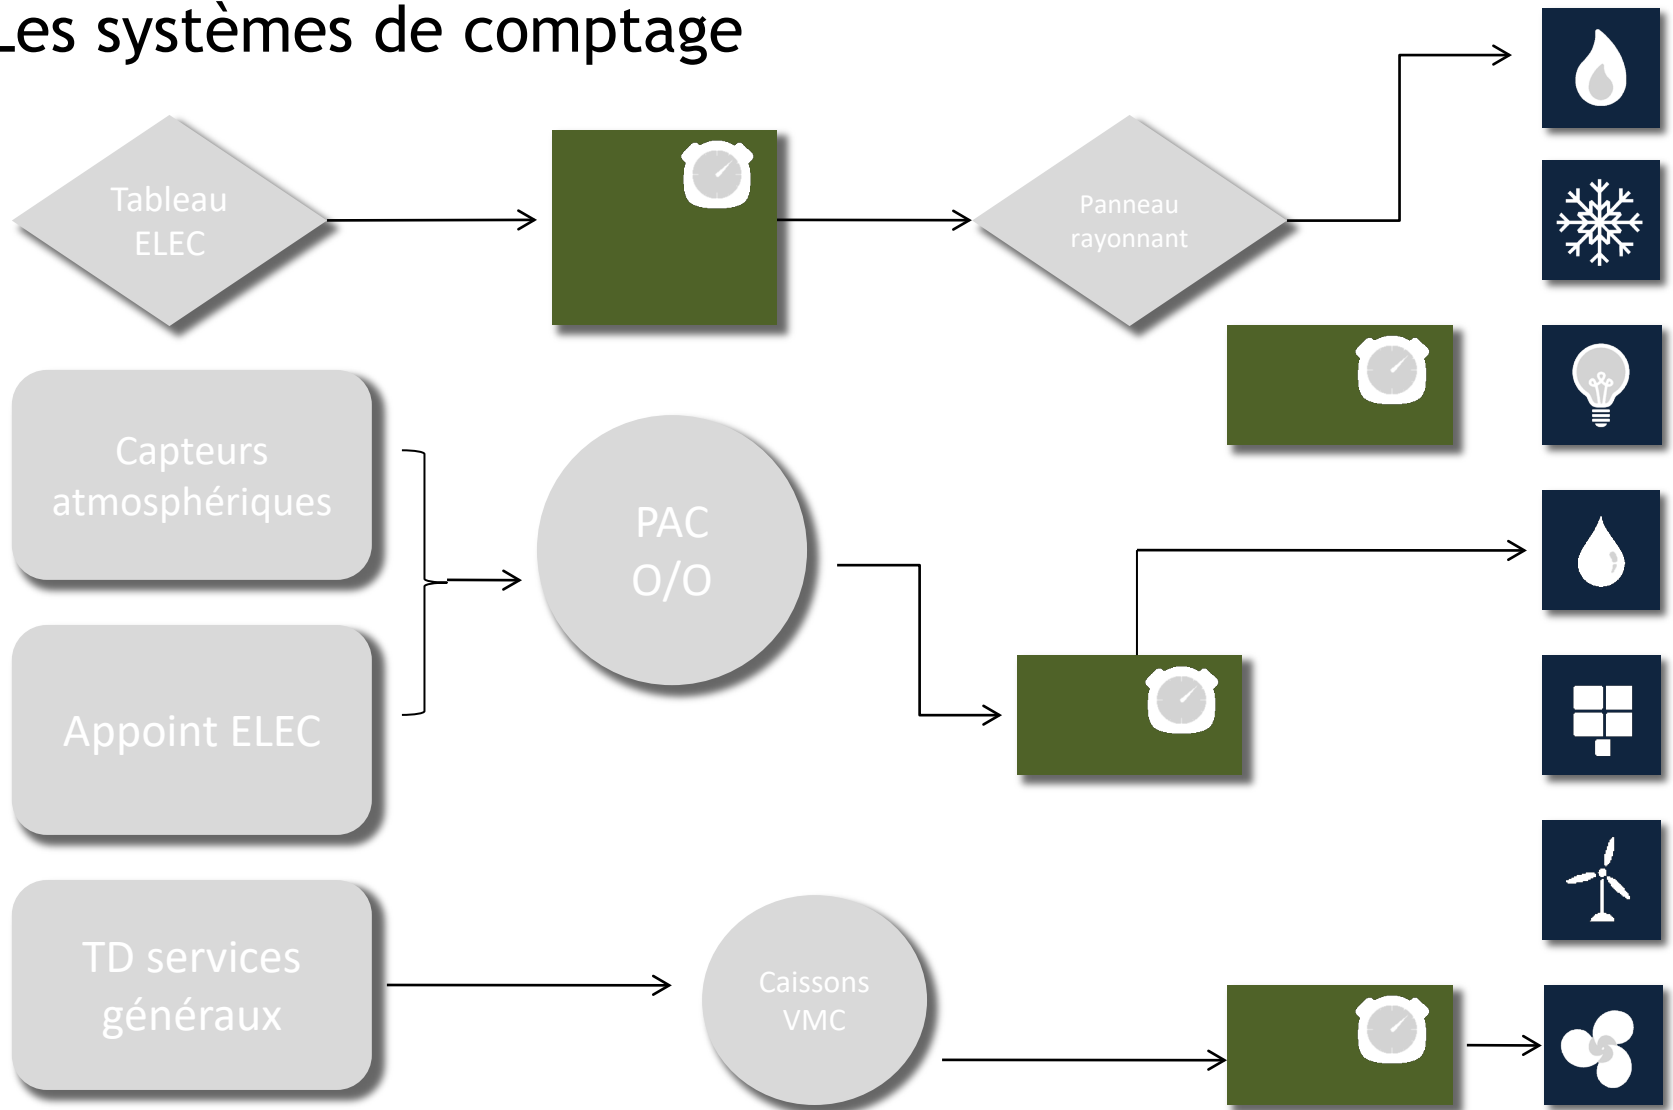 Les systèmes de comptage
Tableau
ELEC
Panneau
rayonnant
Capteurs
atmosphériques
PAC
O/O
Appoint ELEC
TD services
généraux
Caissons
VMC